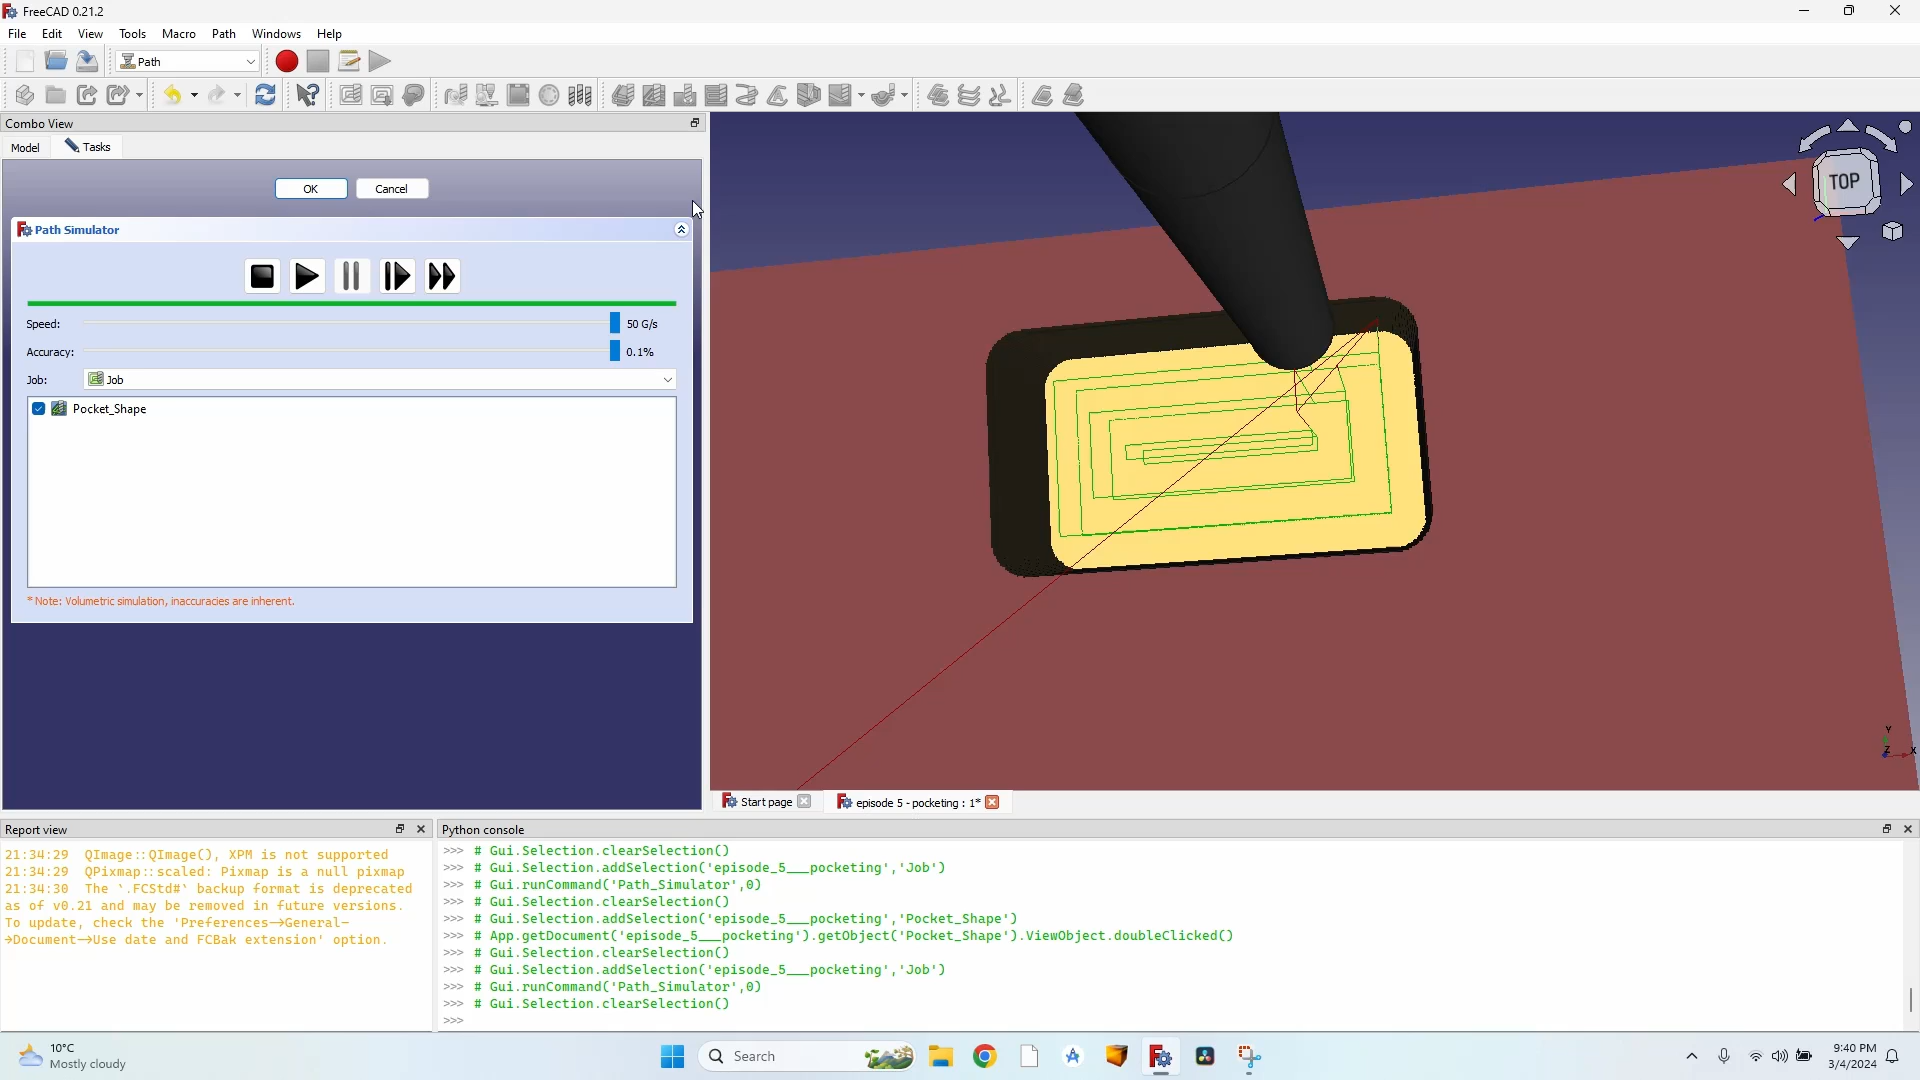 FreeCAD 0.21.2
File Edit View Tools Macro Path Windows Help
Path
Combo View
Model Tasks
OK Cancel
Path Simulator
Speed: 50 G/s
Accuracy: 0.1%
Job: Job
Pocket_Shape
*Note: Volumetric simulation, inaccuracies are inherent.
TOP
Y
Z X
Start page episode 5 - pocketing : 1*
Report view
21:34:29 QImage::QImage(), XPM is not supported
21:34:29 QPixmap::scaled: Pixmap is a null pixmap
21:34:30 The `.FCStd#` backup format is deprecated
as of v0.21 and may be removed in future versions.
To update, check the 'Preferences→General-
→Document→Use date and FCBak extension' option.
Python console
>>> # Gui.Selection.clearSelection()
>>> # Gui.Selection.addSelection('episode_5___pocketing','Job')
>>> # Gui.runCommand('Path_Simulator',0)
>>> # Gui.Selection.clearSelection()
>>> # Gui.Selection.addSelection('episode_5___pocketing','Pocket_Shape')
>>> # App.getDocument('episode_5___pocketing').getObject('Pocket_Shape').ViewObject.doubleClicked()
>>> # Gui.Selection.clearSelection()
>>> # Gui.Selection.addSelection('episode_5___pocketing','Job')
>>> # Gui.runCommand('Path_Simulator',0)
>>> # Gui.Selection.clearSelection()
>>>
10°C
Mostly cloudy
Search
9:40 PM
3/4/2024